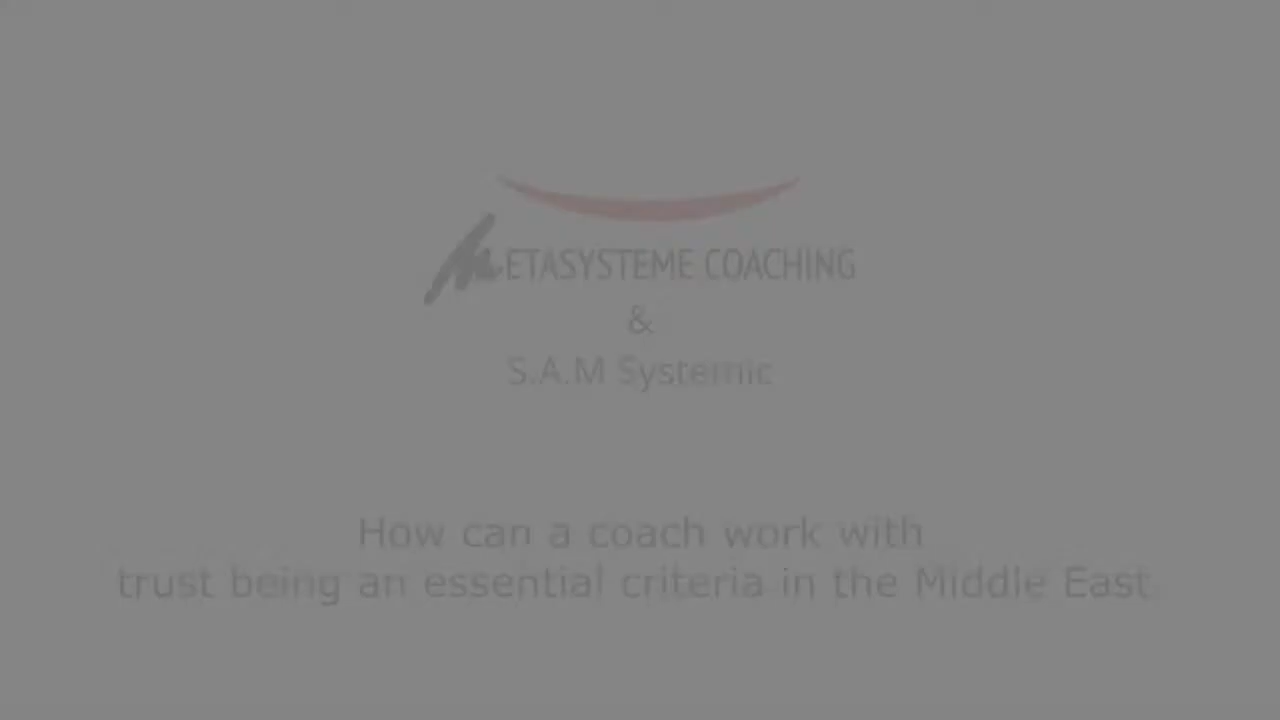 METASYSTEME COACHING
&
S.A.M Systemic
How can a coach work with
trust being an essential criteria in the Middle East